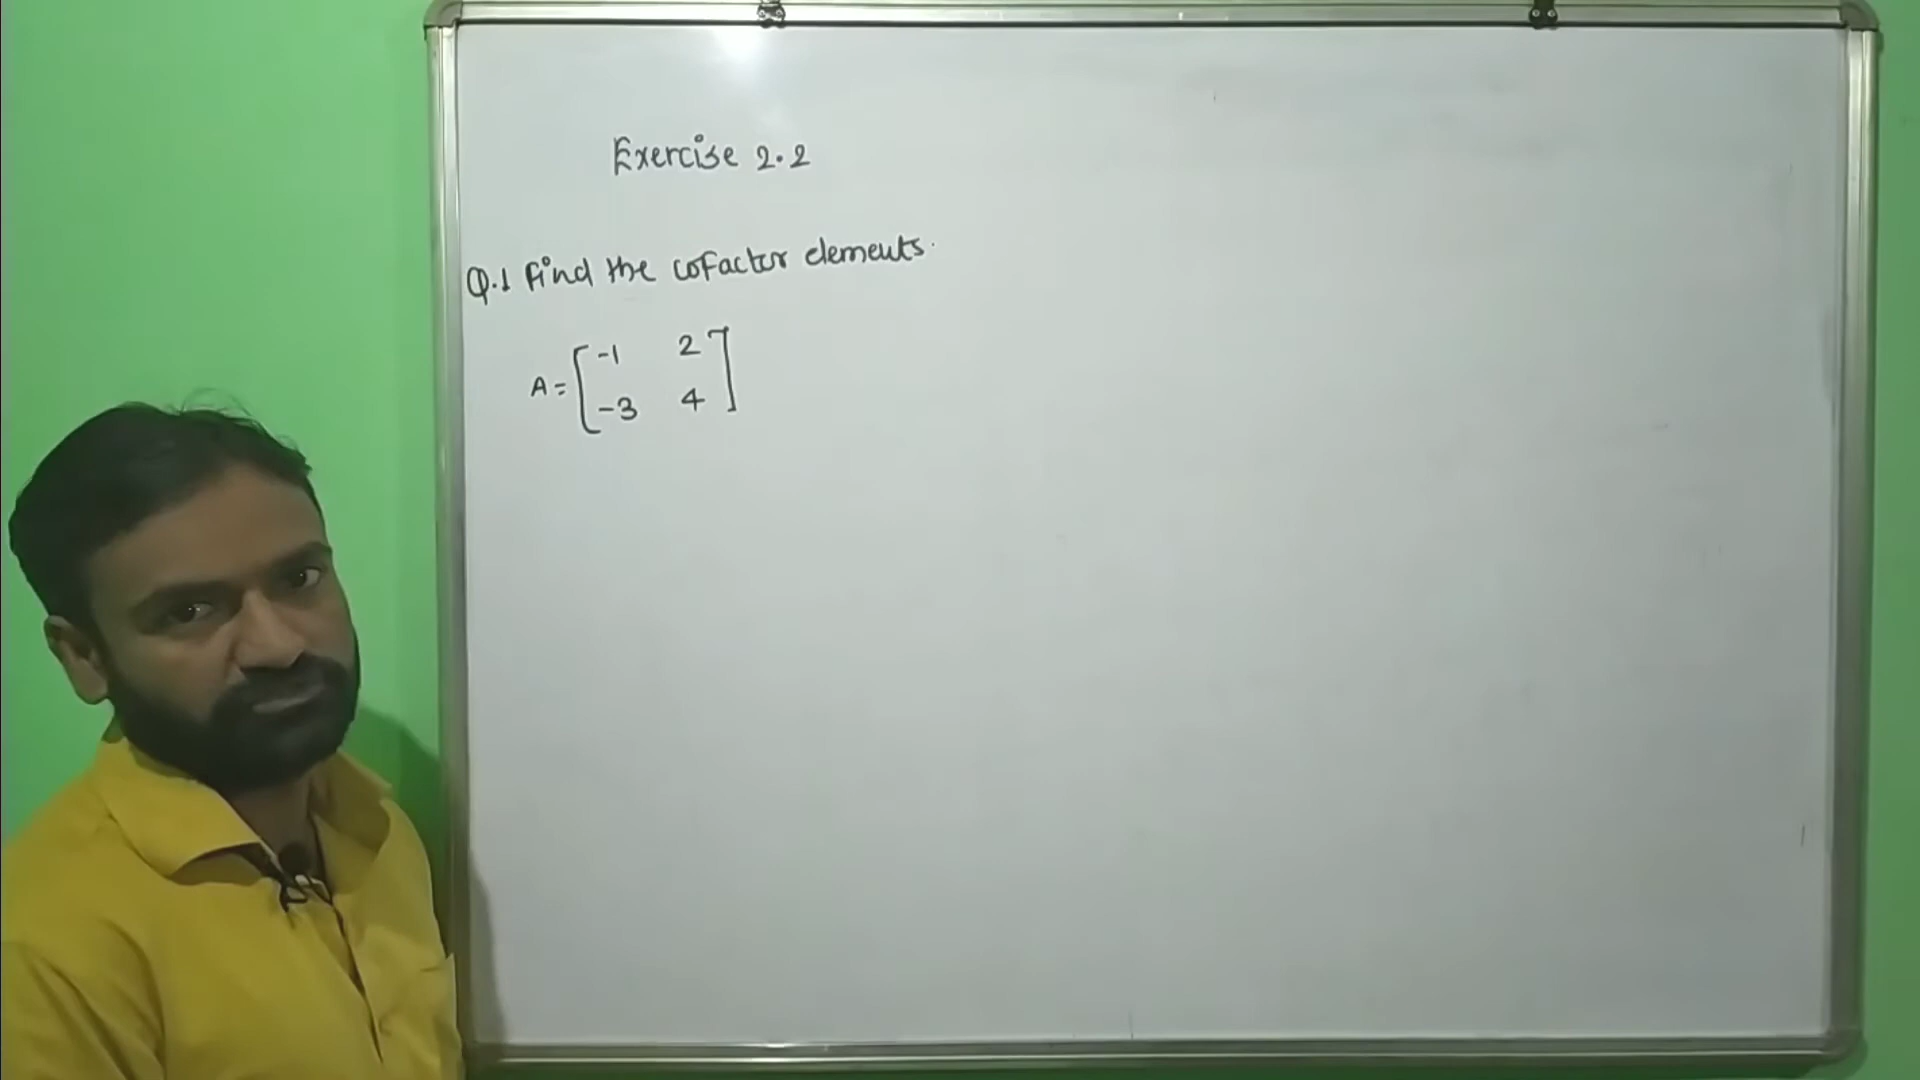 Exercise 2.2
Q.1 Find the cofactor elements.
A = [ -1 2
-3 4 ]